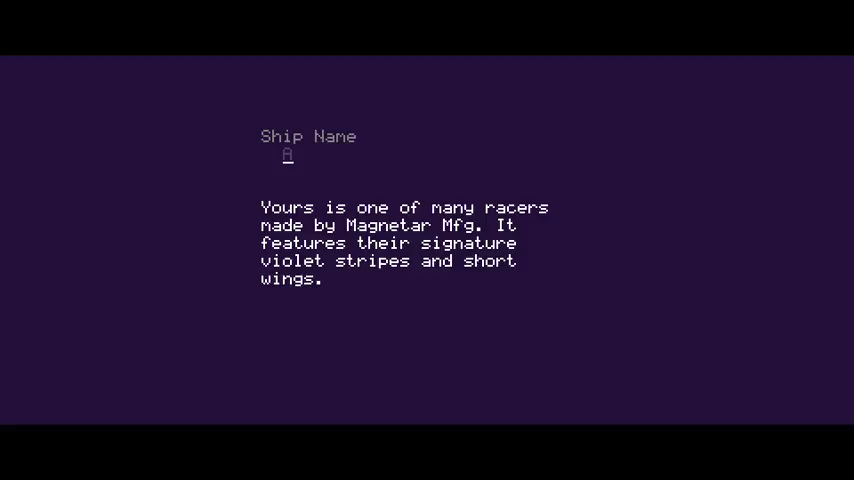 Ship Name
A
Yours is one of many racers
made by Magnetar Mfg. It
features their signature
violet stripes and short
wings.